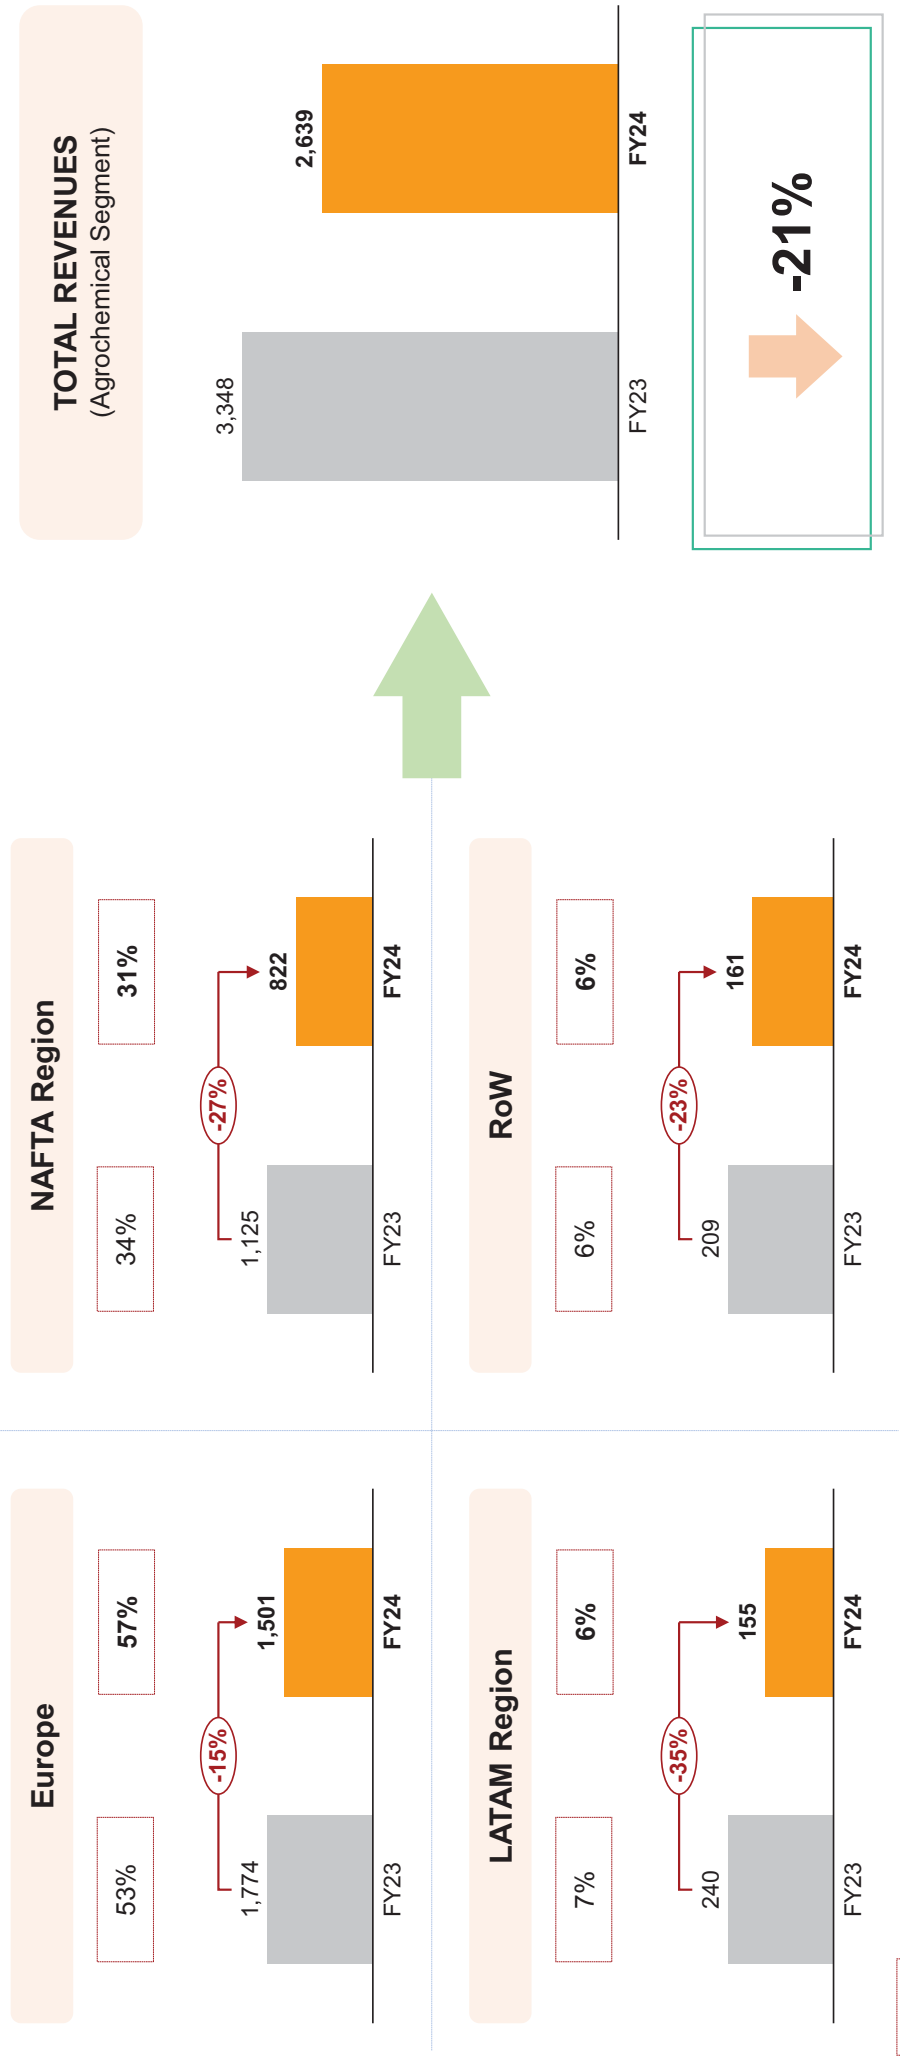 Europe
53%
57%
-15%
1,774
1,501
FY23
FY24
NAFTA Region
34%
31%
-27%
1,125
822
FY23
FY24
LATAM Region
7%
6%
-35%
240
155
FY23
FY24
RoW
6%
6%
-23%
209
161
FY23
FY24
TOTAL REVENUES
(Agrochemical Segment)
3,348
2,639
FY23
FY24
-21%